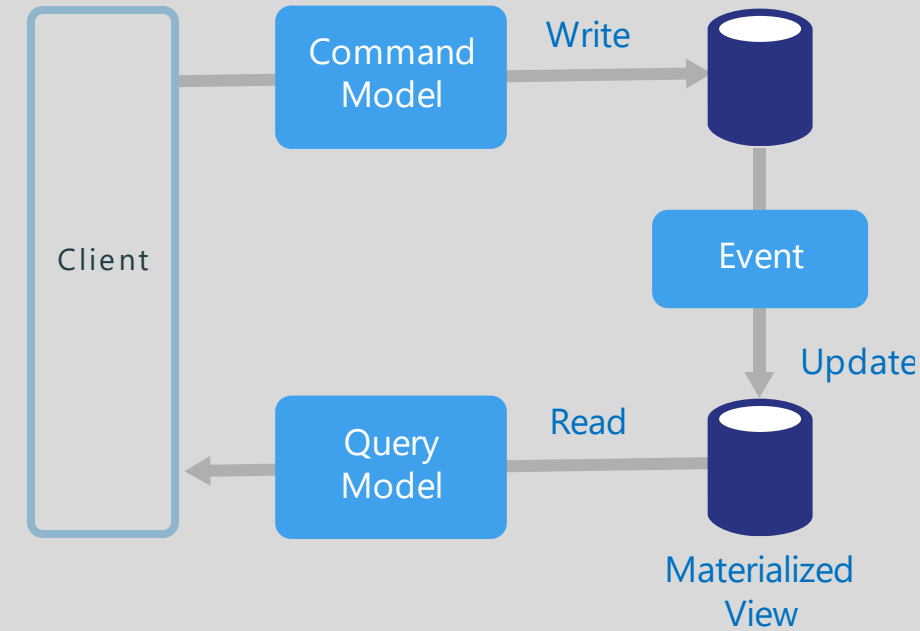 Command
Model
Write
Client
Event
Update
Query
Model
Read
Materialized
View